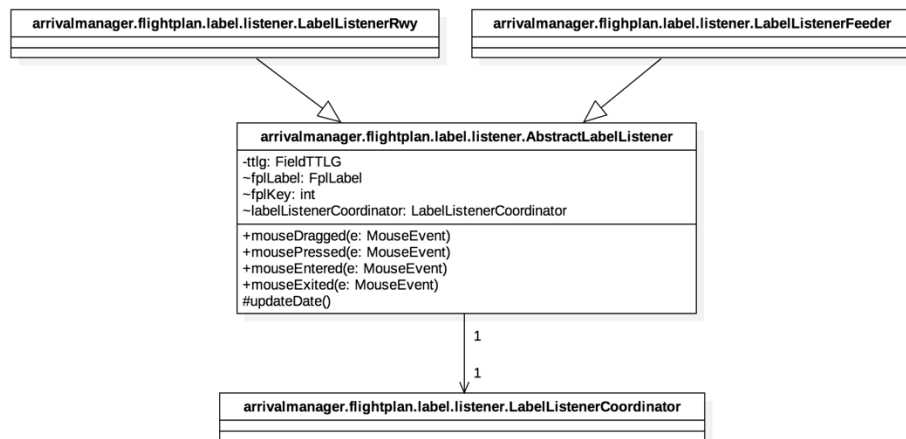 arrivalmanager.flightplan.label.listener.LabelListenerRwy
arrivalmanager.flighplan.label.listener.LabelListenerFeeder
arrivalmanager.flightplan.label.listener.AbstractLabelListener
-ttlg: FieldTTLG
~fplLabel: FplLabel
~fplKey: int
~labelListenerCoordinator: LabelListenerCoordinator
+mouseDragged(e: MouseEvent)
+mousePressed(e: MouseEvent)
+mouseEntered(e: MouseEvent)
+mouseExited(e: MouseEvent)
#updateDate()
1
1
arrivalmanager.flightplan.label.listener.LabelListenerCoordinator